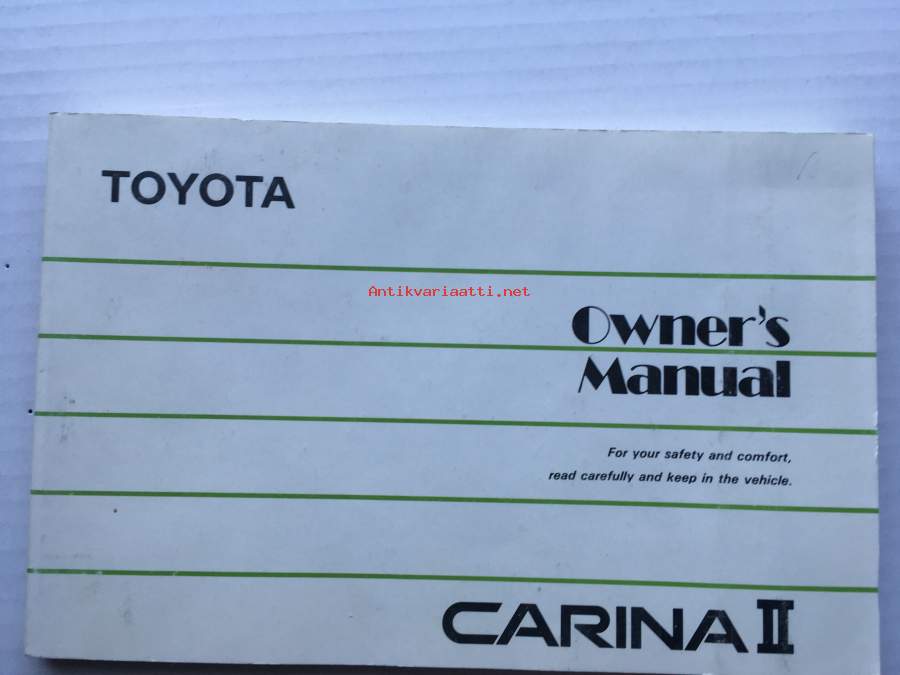 TOYOTA
Antikvariaatti.net
Owner's
Manual
For your safety and comfort,
read carefully and keep in the vehicle.
CARINA II